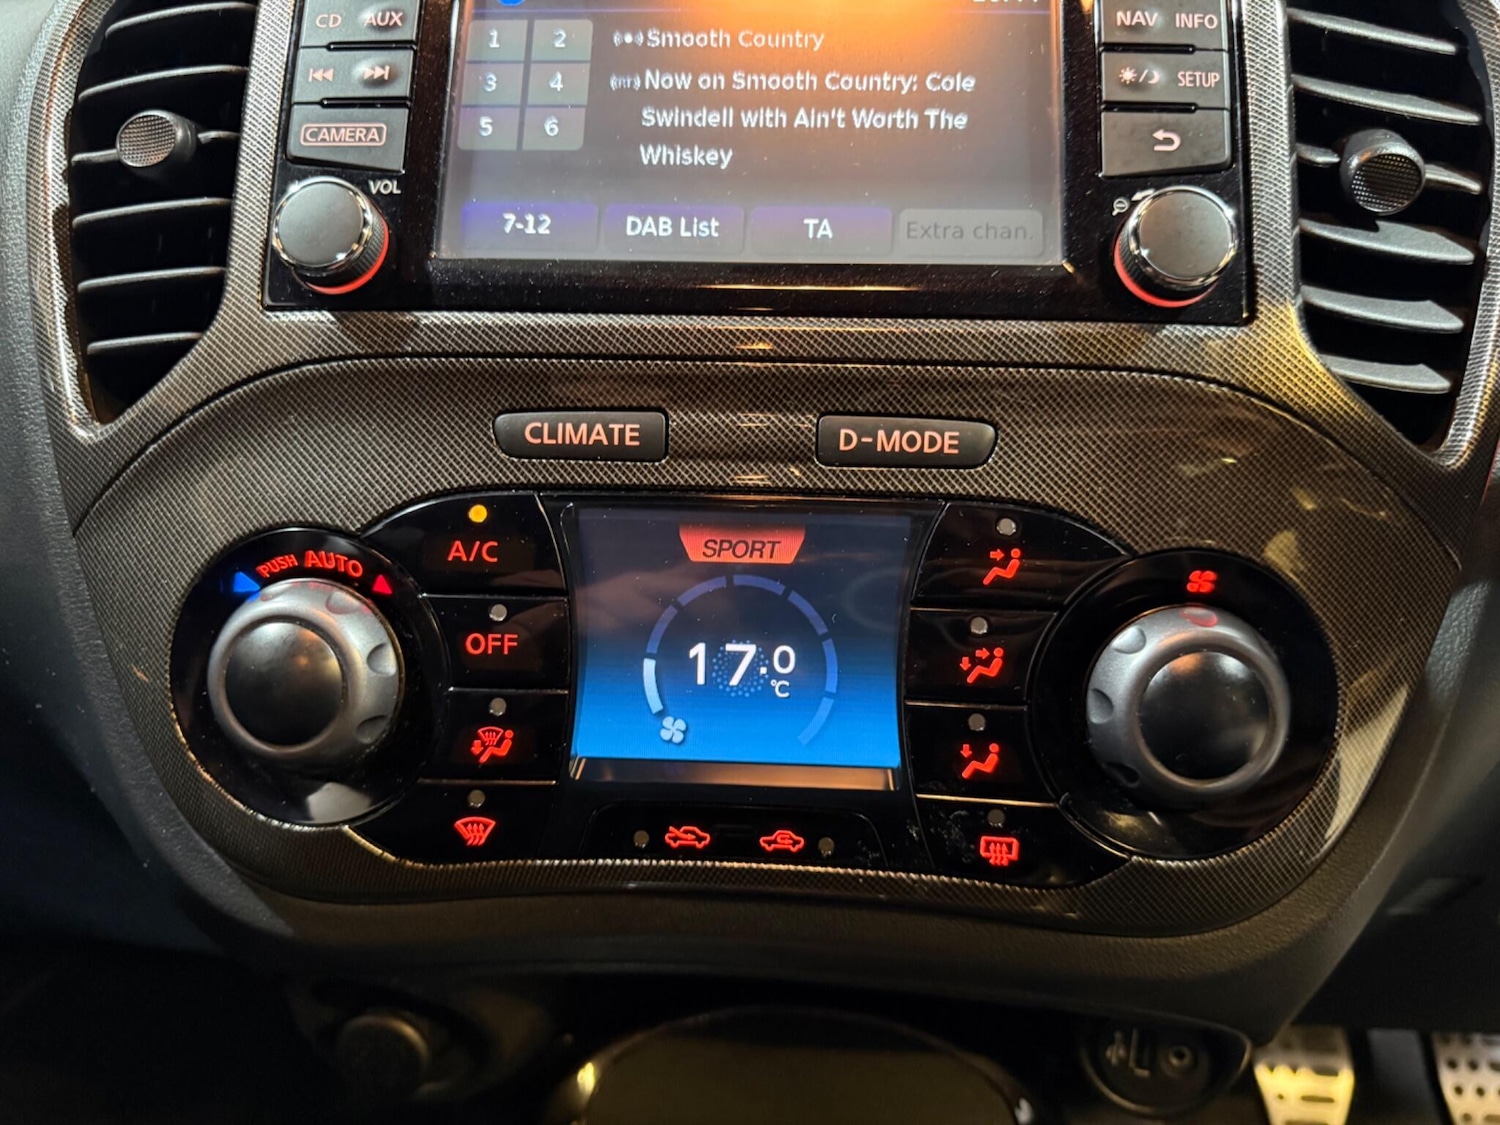 CD AUX
NAV INFO
1 2
Smooth Country
3 4
Now on Smooth Country: Cole
SETUP
5 6
Swindell with Ain't Worth The
CAMERA
Whiskey
VOL
7-12
DAB List
TA
Extra chan.
CLIMATE
D-MODE
SPORT
A/C
PUSH AUTO
OFF
17.0
°C